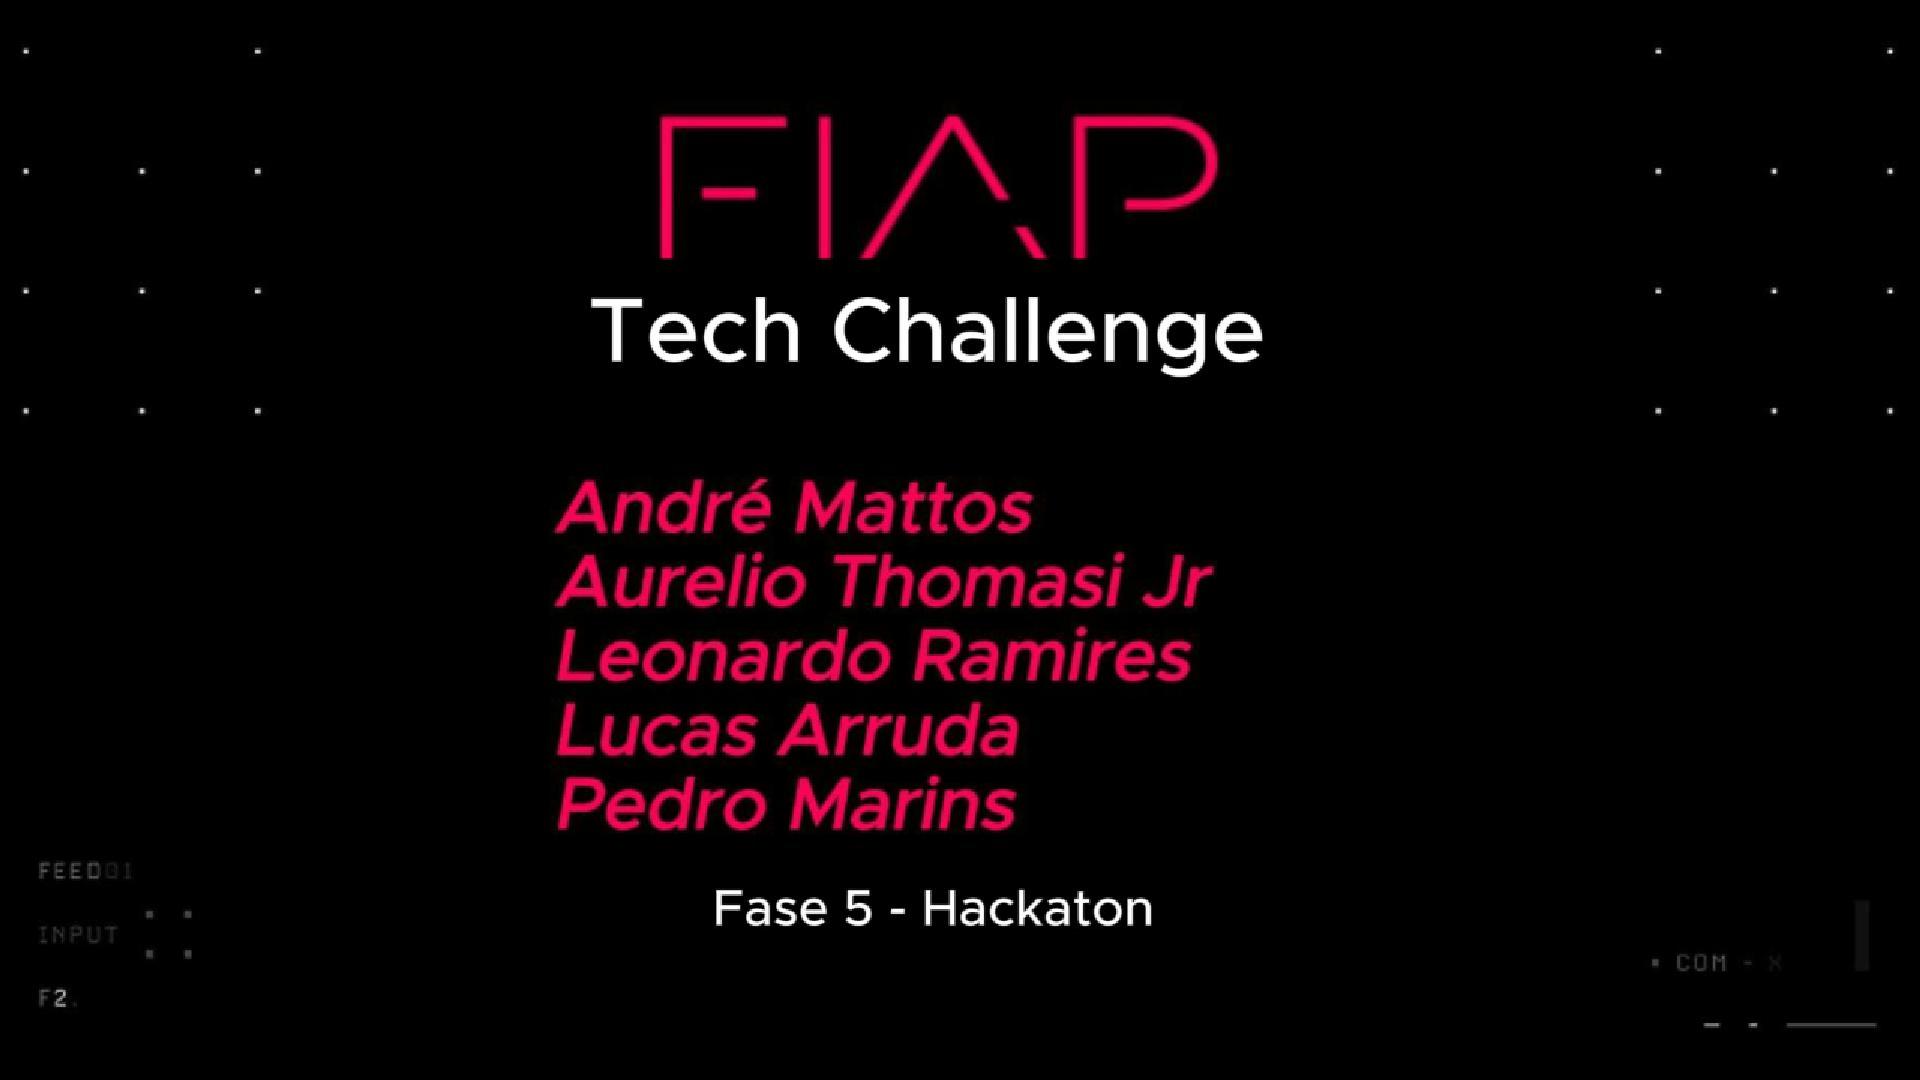 FIAP
Tech Challenge
André Mattos
Aurelio Thomasi Jr
Leonardo Ramires
Lucas Arruda
Pedro Marins
Fase 5 - Hackaton
FEED01
INPUT
F2.
COM - X